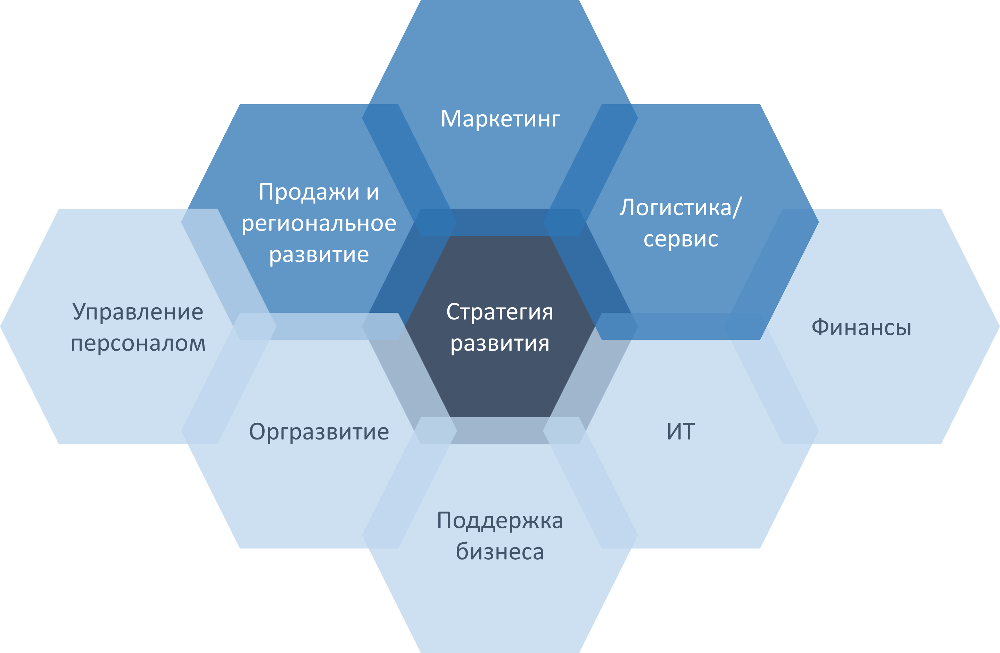 Маркетинг
Продажи и
региональное
развитие
Логистика/
сервис
Управление
персоналом
Стратегия
развития
Финансы
Оргразвитие
ИТ
Поддержка
бизнеса